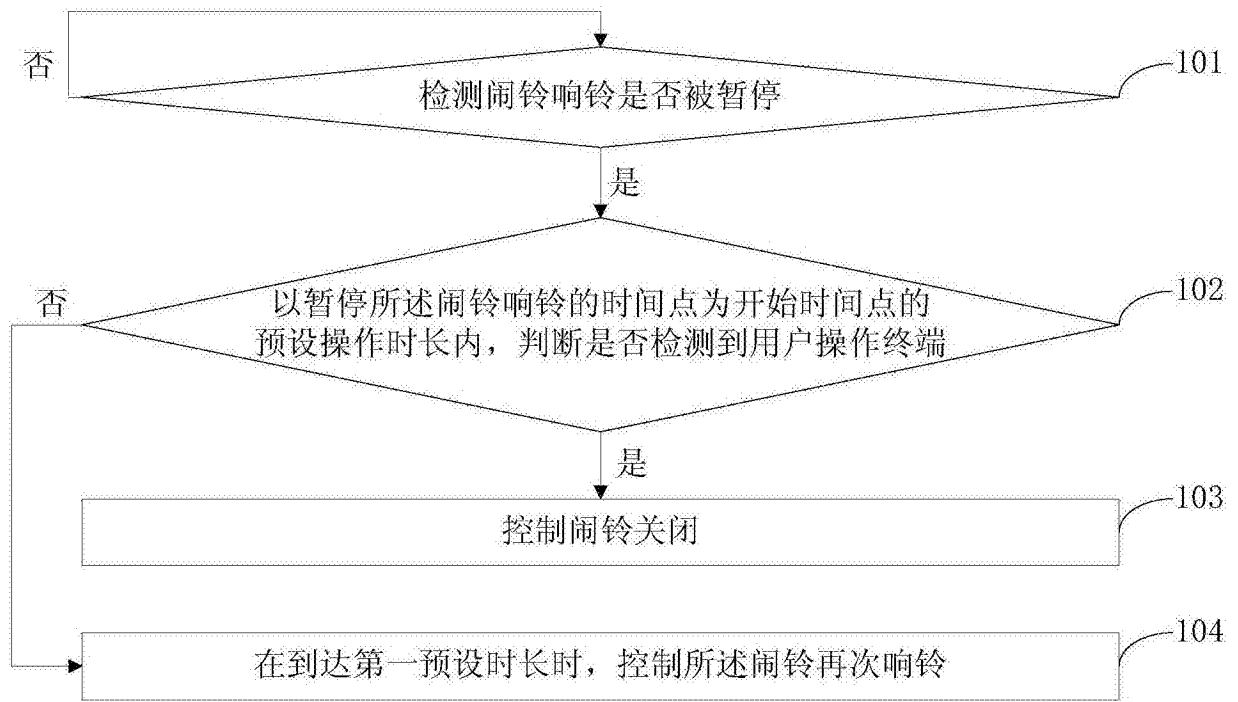 否
检测闹铃响铃是否被暂停
101
是
否
以暂停所述闹铃响铃的时间点为开始时间点的
预设操作时长内，判断是否检测到用户操作终端
102
是
控制闹铃关闭
103
在到达第一预设时长时，控制所述闹铃再次响铃
104